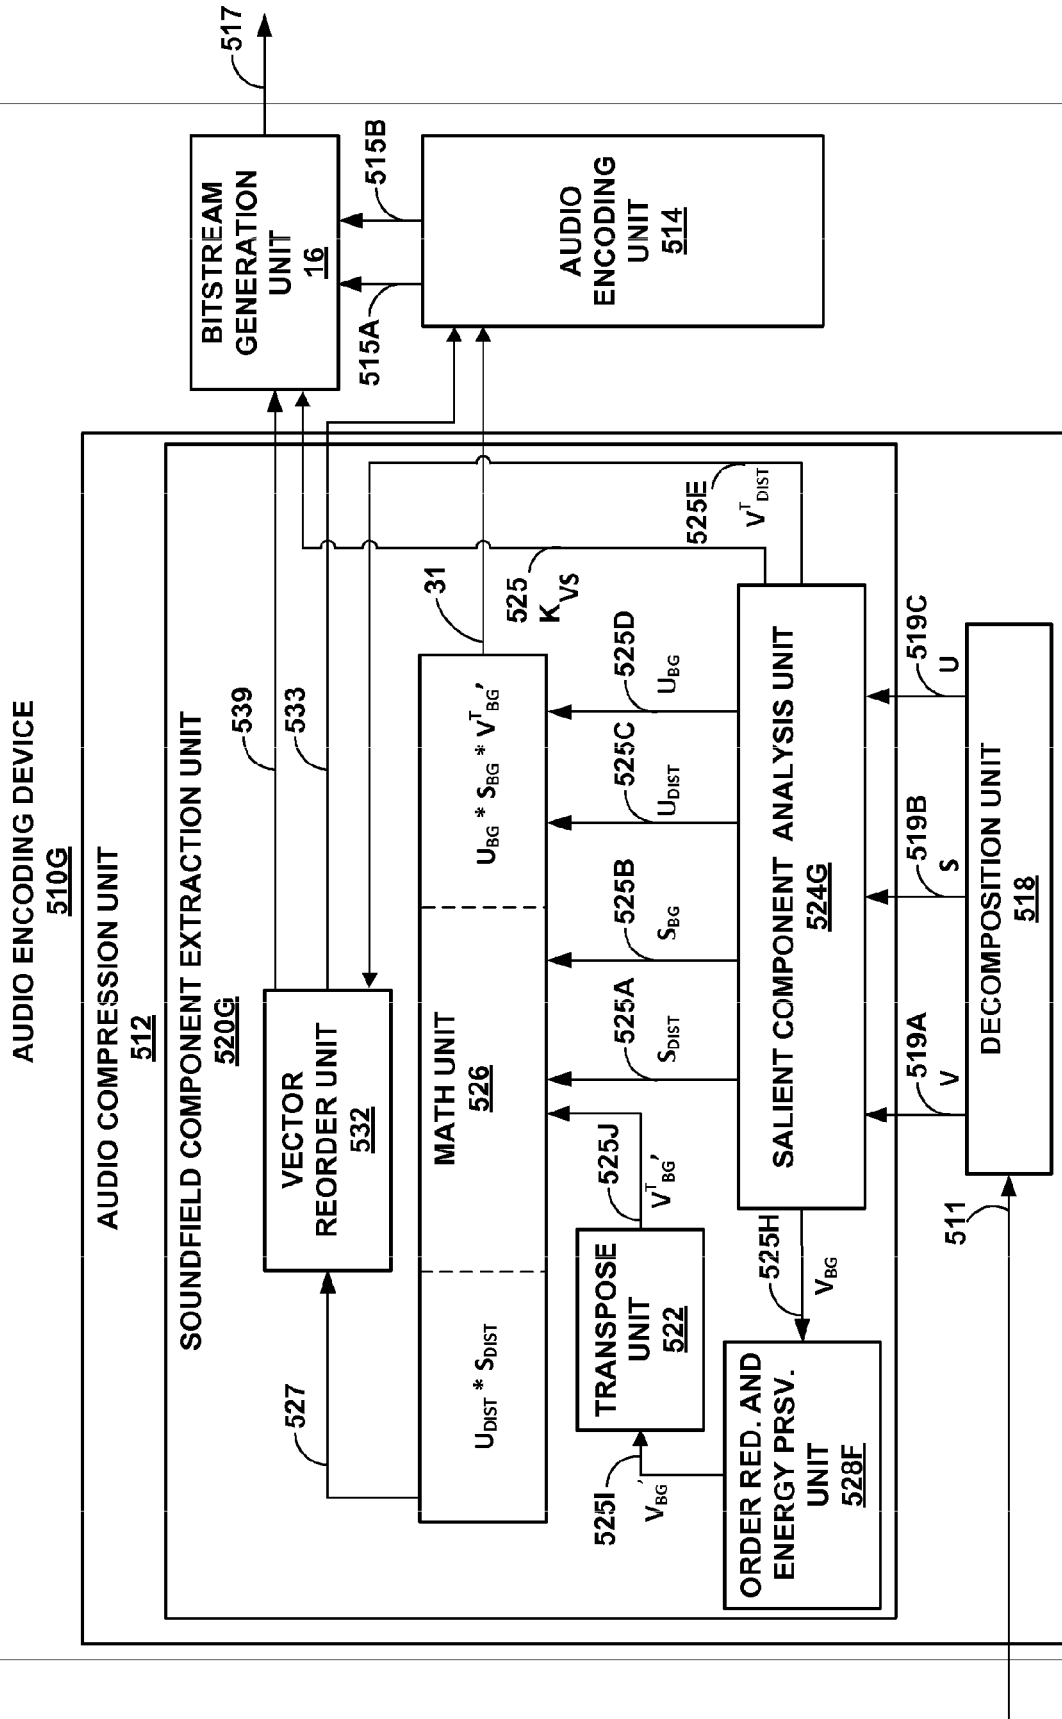 AUDIO ENCODING DEVICE
510G
AUDIO COMPRESSION UNIT
512
SOUNDFIELD COMPONENT EXTRACTION UNIT
520G
527
VECTOR
REORDER UNIT
532
539
533
BITSTREAM
GENERATION
UNIT
16
517
515A
515B
AUDIO
ENCODING
UNIT
514
U_DIST * S_DIST
MATH UNIT
526
U_BG * S_BG * V^T_BG'
31
525I
V_BG'
TRANSPOSE
UNIT
522
525J
V^T_BG'
525A
S_DIST
525B
S_BG
525C
U_DIST
525D
U_BG
525
K_VS
525E
V^T_DIST
ORDER RED. AND
ENERGY PRSV.
UNIT
528F
525H
V_BG
SALIENT COMPONENT ANALYSIS UNIT
524G
519A
V
519B
S
519C
U
511
DECOMPOSITION UNIT
518